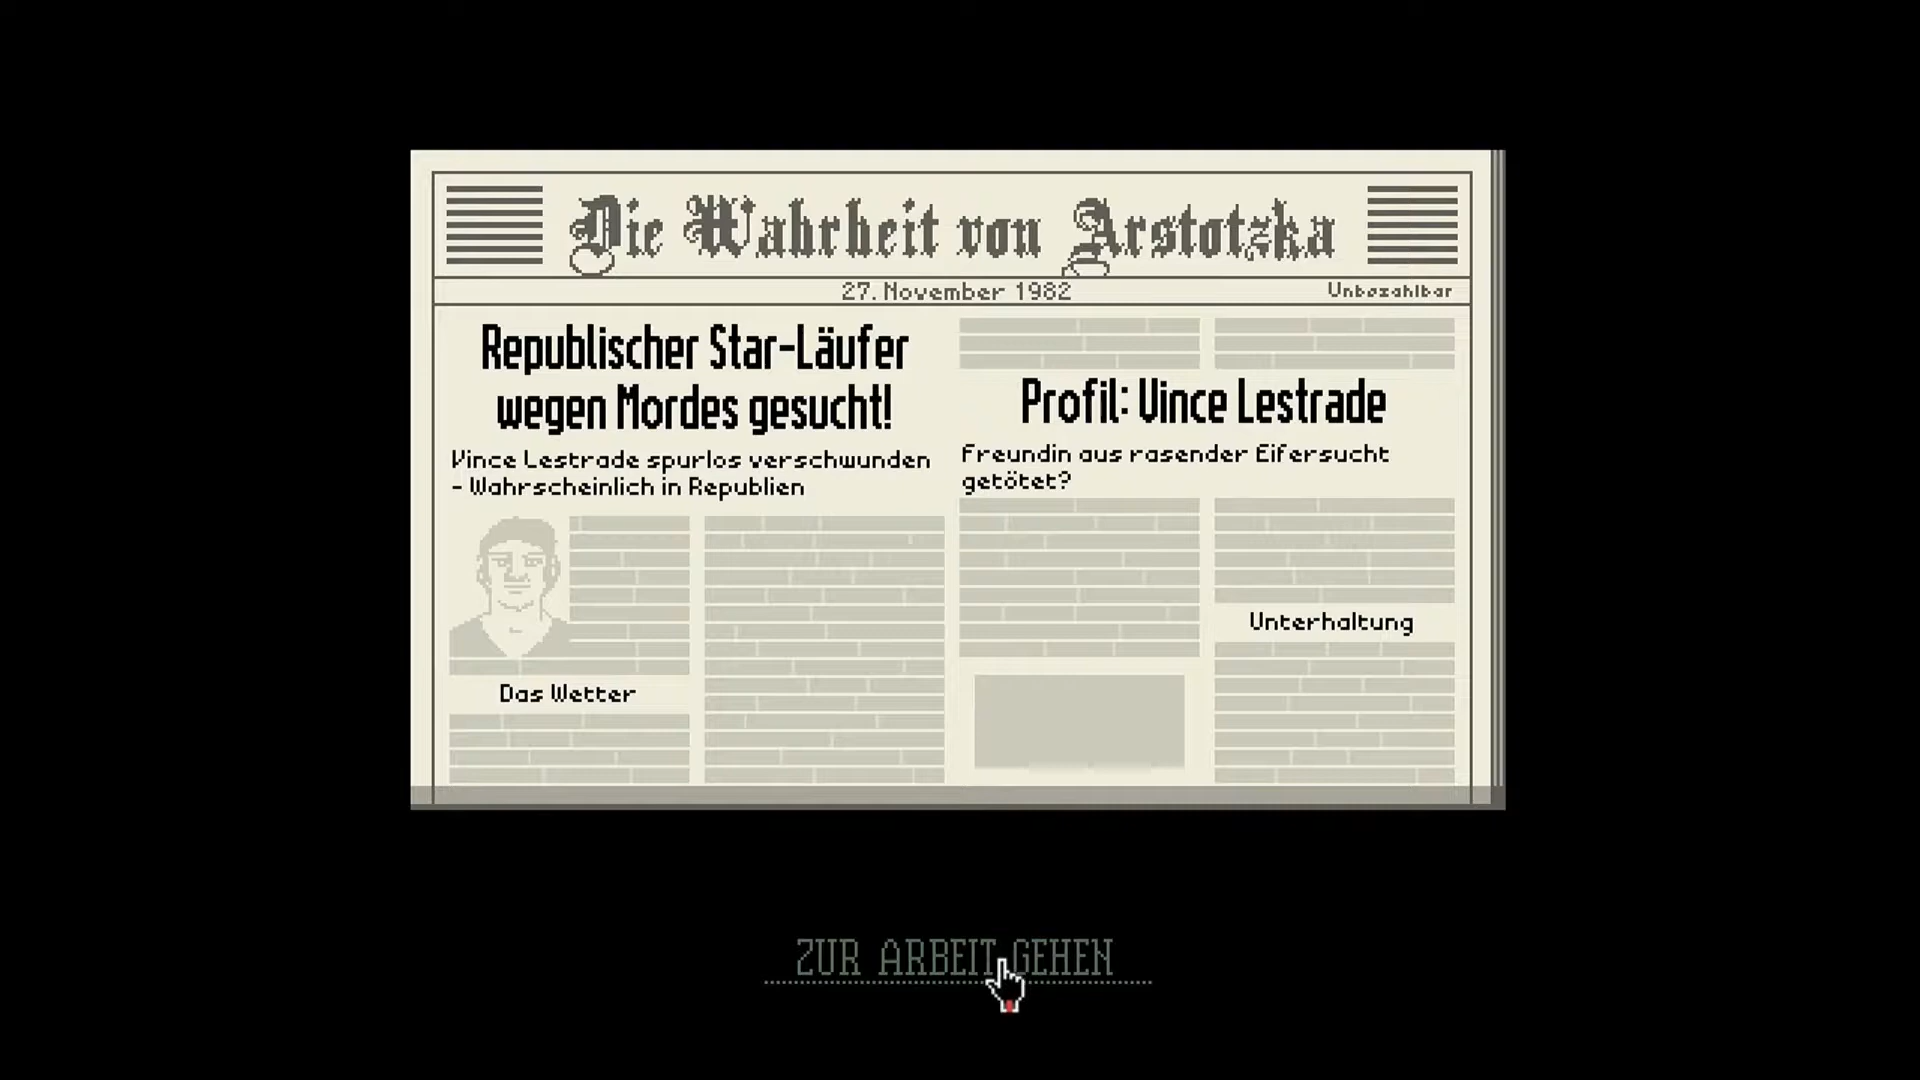 Die Wahrheit von Arstotzka
27. November 1982
Unbezahlbar
Republischer Star-Läufer
wegen Mordes gesucht!
Vince Lestrade spurlos verschwunden
- Wahrscheinlich in Republien
Das Wetter
Profil: Vince Lestrade
Freundin aus rasender Eifersucht
getötet?
Unterhaltung
ZUR ARBEIT GEHEN